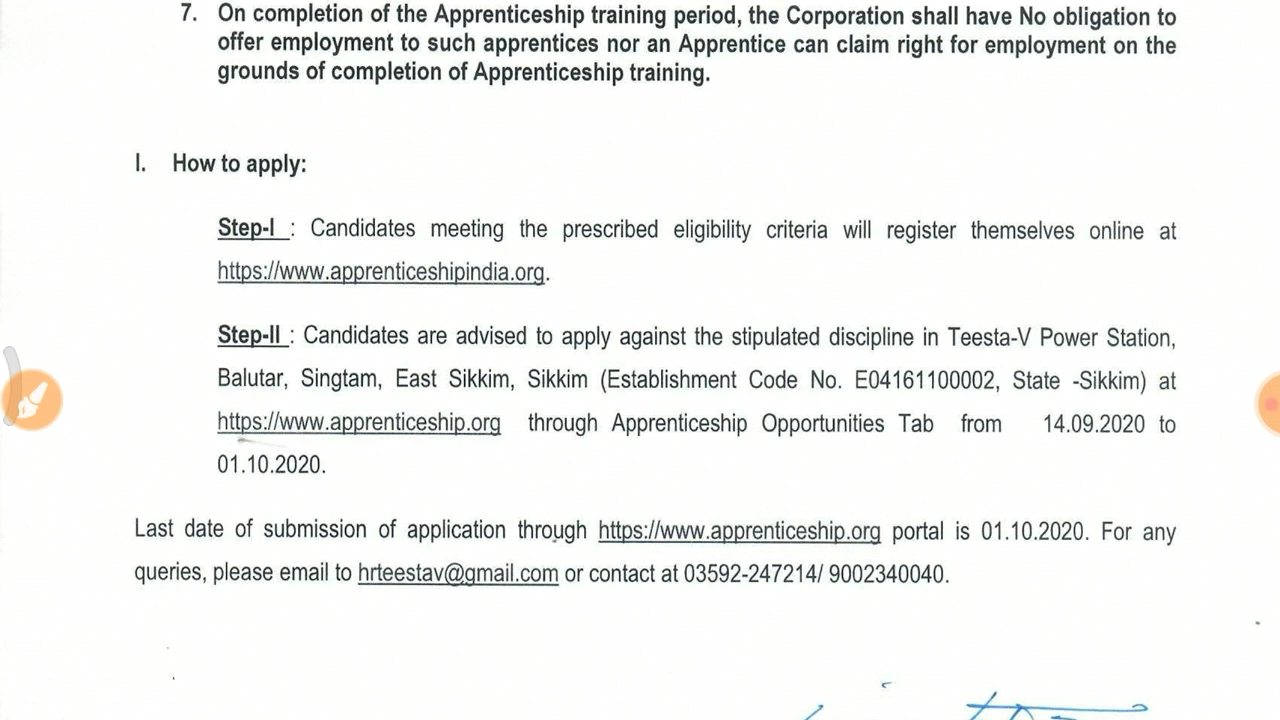 7. On completion of the Apprenticeship training period, the Corporation shall have No obligation to
offer employment to such apprentices nor an Apprentice can claim right for employment on the
grounds of completion of Apprenticeship training.
I. How to apply:
Step-I : Candidates meeting the prescribed eligibility criteria will register themselves online at
https://www.apprenticeshipindia.org.
Step-II : Candidates are advised to apply against the stipulated discipline in Teesta-V Power Station,
Balutar, Singtam, East Sikkim, Sikkim (Establishment Code No. E04161100002, State -Sikkim) at
https://www.apprenticeship.org through Apprenticeship Opportunities Tab from 14.09.2020 to
01.10.2020.
Last date of submission of application through https://www.apprenticeship.org portal is 01.10.2020. For any
queries, please email to hrteestav@gmail.com or contact at 03592-247214/ 9002340040.